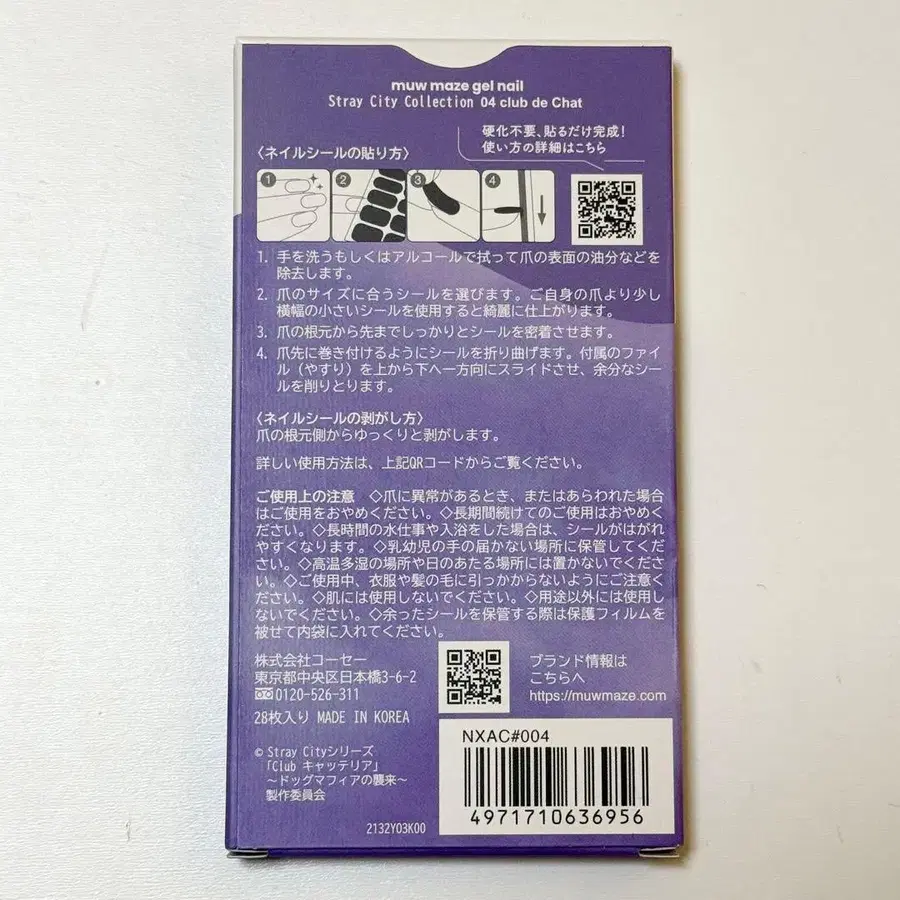 muw maze gel nail
Stray City Collection 04 club de Chat
硬化不要、貼るだけ完成!
使い方の詳細はこちら
〈ネイルシールの貼り方〉
1 2 3 4
1. 手を洗うもしくはアルコールで拭って爪の表面の油分などを
除去します。
2. 爪のサイズに合うシールを選びます。ご自身の爪より少し
横幅の小さいシールを使用すると綺麗に仕上がります。
3. 爪の根元から先までしっかりとシールを密着させます。
4. 爪先に巻き付けるようにシールを折り曲げます。付属のファイ
ル(やすり)を上から下へ一方向にスライドさせ、余分なシー
ルを削りとります。
〈ネイルシールの剥がし方〉
爪の根元側からゆっくりと剥がします。
詳しい使用方法は、上記QRコードからご覧ください。
ご使用上の注意 ◇爪に異常があるとき、またはあらわれた場合
はご使用をおやめください。◇長期間続けてのご使用はおやめく
ださい。◇長時間の水仕事や入浴をした場合は、シールがはがれ
やすくなります。◇乳幼児の手の届かない場所に保管してくだ
さい。◇高温多湿の場所や日のあたる場所には置かないでくださ
い。◇ご使用中、衣服や髪の毛に引っかからないようにご注意く
ださい。◇肌には使用しないでください。◇用途以外には使用し
ないでください。◇余ったシールを保管する際は保護フィルムを
被せて内袋に入れてください。
株式会社コーセー
東京都中央区日本橋3-6-2
0120-526-311
28枚入り MADE IN KOREA
ブランド情報は
こちらへ
https://muwmaze.com
© Stray Cityシリーズ
「Club キャッテリア」
~ドッグマフィアの襲来~
製作委員会
2132Y03K00
NXAC#004
4971710636956